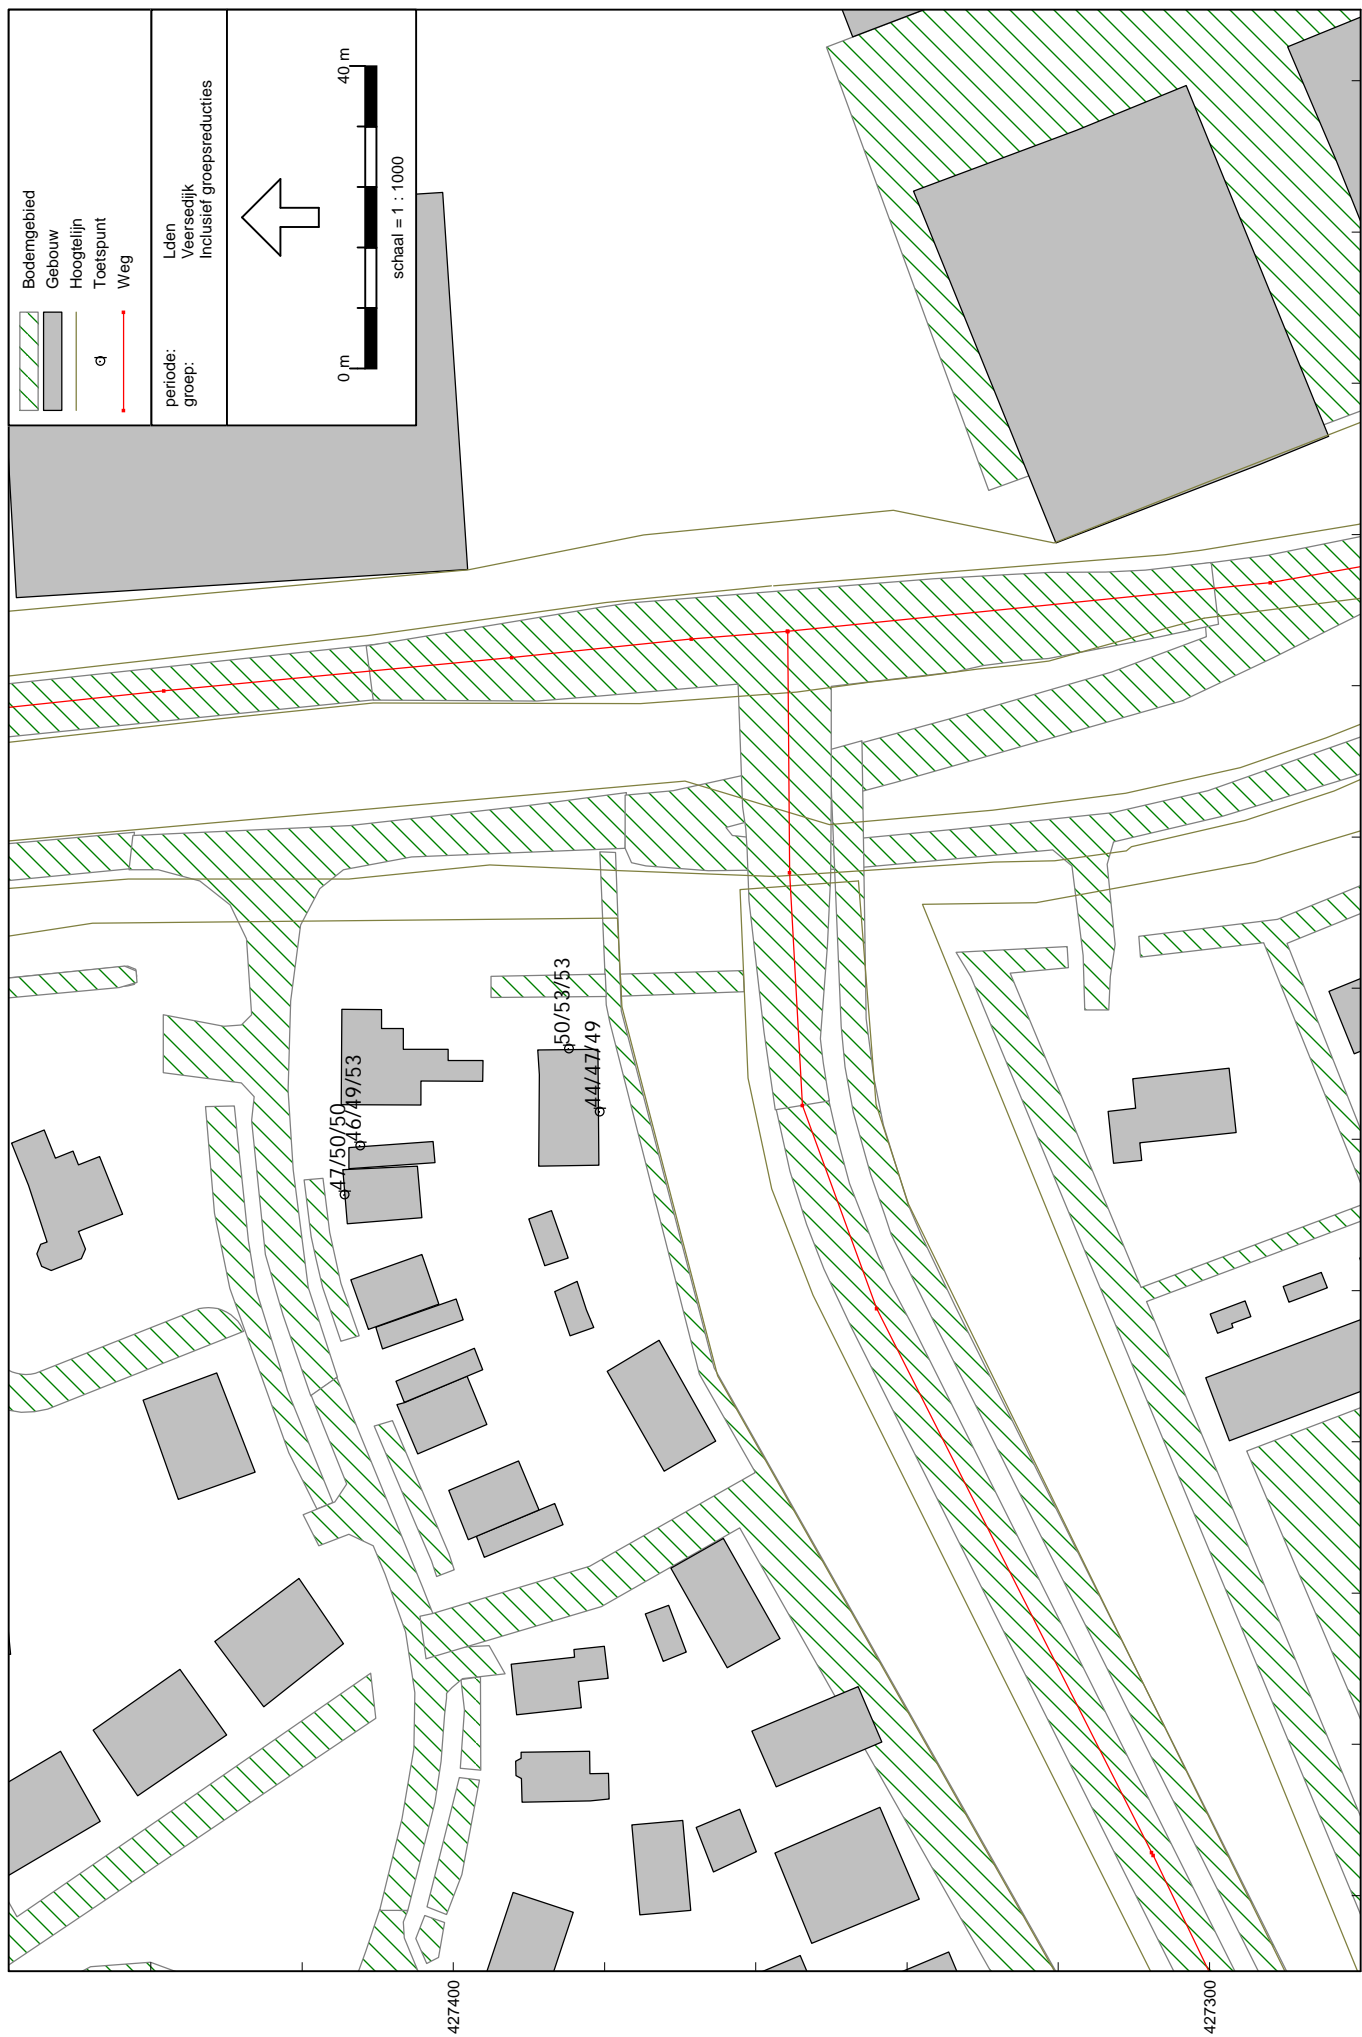 Bodemgebied
Gebouw
Hoogtelijn
Toetspunt
Weg
periode: Lden
groep: Veersedijk
Inclusief groepsreducties
0 m 40 m
schaal = 1 : 1000
47/50/50
46/49/53
50/53/53
44/47/49
427400
427300